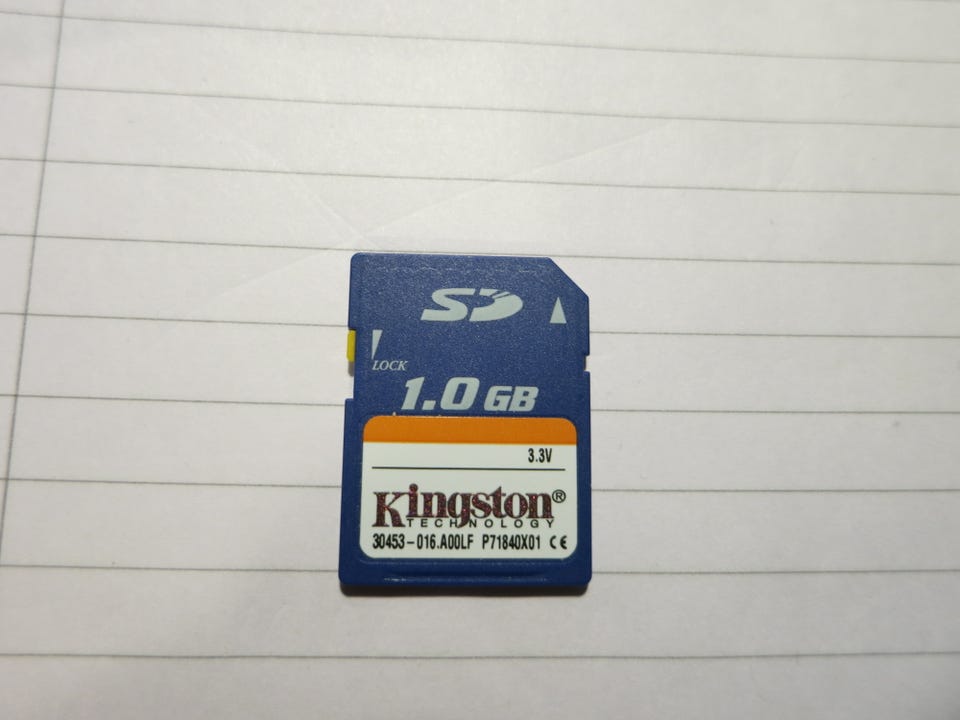 SD
LOCK
1.0 GB
3.3V
Kingston®
TECHNOLOGY
30453-016.A00LF P71840X01 CE